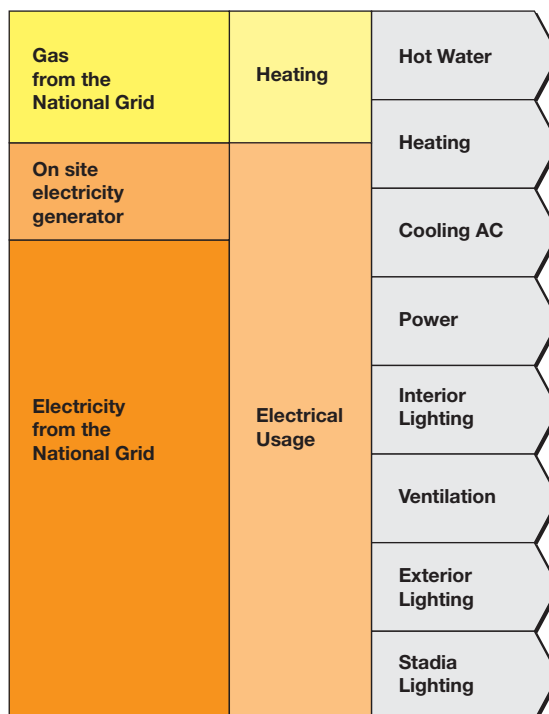 Gas
from the
National Grid
On site
electricity
generator
Electricity
from the
National Grid
Heating
Electrical
Usage
Hot Water
Heating
Cooling AC
Power
Interior
Lighting
Ventilation
Exterior
Lighting
Stadia
Lighting